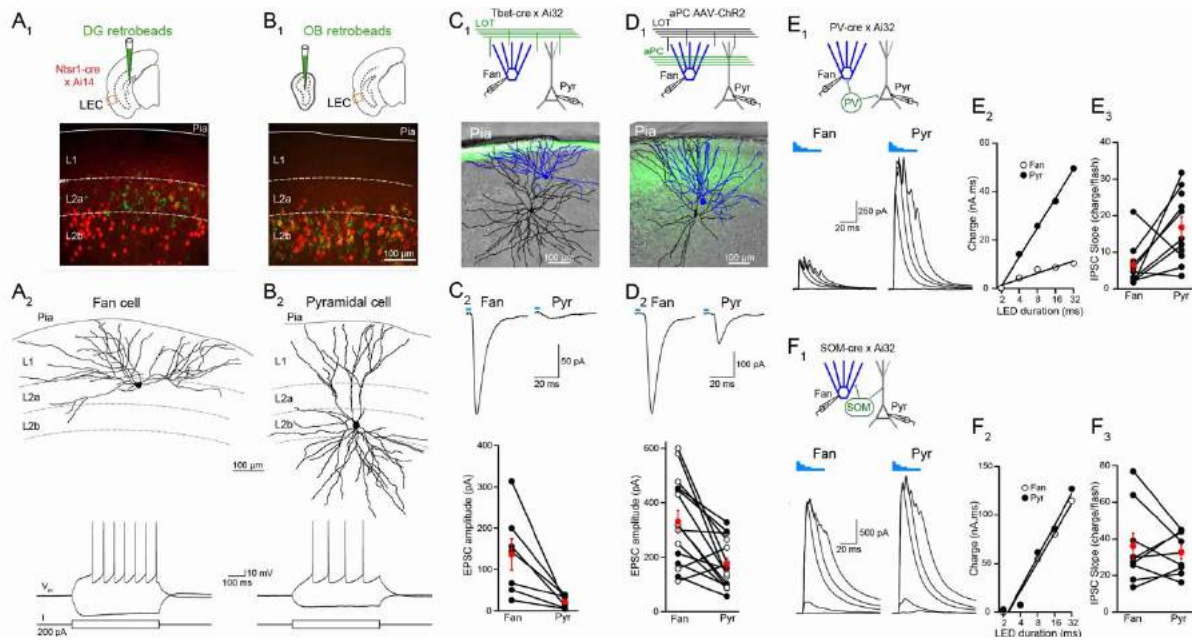 A1
DG retrobeads
Ntsr1-cre
x Ai14
LEC
Pia
L1
L2a
L2b
B1
OB retrobeads
LEC
Pia
L1
L2a
L2b
100 µm
C1
Tbet-cre x Ai32
LOT
Fan
Pyr
Pia
100 µm
D1
aPC AAV-ChR2
LOT
aPC
Fan
Pyr
Pia
100 µm
E1
PV-cre x Ai32
Fan
PV
Pyr
Fan
Pyr
250 pA
20 ms
E2
Fan
Pyr
Charge (nA.ms)
60
40
20
0
2 4 8 16 32
LED duration (ms)
E3
IPSC Slope (charge/flash)
40
30
20
10
0
Fan Pyr
A2
Fan cell
Pia
L1
L2a
L2b
100 µm
Vm
I
200 pA
10 mV
100 ms
B2
Pyramidal cell
C2
Fan Pyr
50 pA
20 ms
EPSC amplitude (pA)
400
300
200
100
0
Fan Pyr
D2
Fan Pyr
100 pA
20 ms
EPSC amplitude (pA)
600
400
200
0
Fan Pyr
F1
SOM-cre x Ai32
Fan
SOM
Pyr
Fan
Pyr
500 pA
20 ms
F2
Fan
Pyr
Charge (nA.ms)
150
100
50
0
2 4 8 16 32
LED duration (ms)
F3
IPSC Slope (charge/flash)
80
60
40
20
0
Fan Pyr